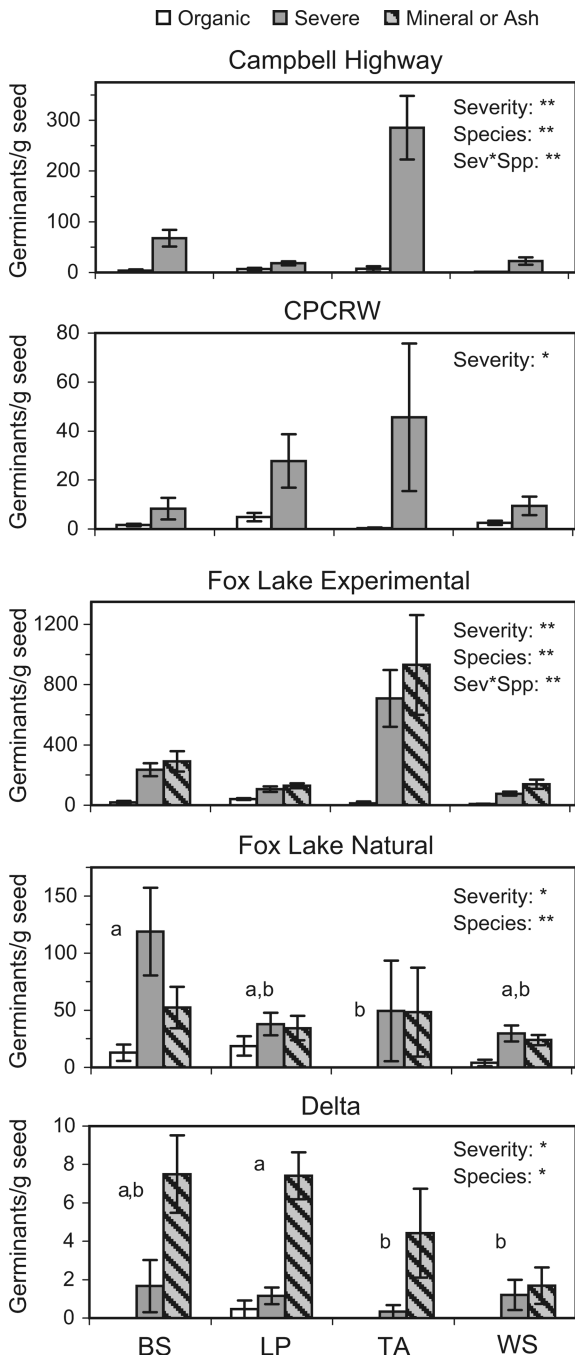 Organic Severe Mineral or Ash
Campbell Highway
Germinants/g seed
300
200
100
0
Severity: **
Species: **
Sev*Spp: **
CPCRW
Germinants/g seed
80
60
40
20
0
Severity: *
Fox Lake Experimental
Germinants/g seed
1200
800
400
0
Severity: **
Species: **
Sev*Spp: **
Fox Lake Natural
Germinants/g seed
150
100
50
0
a
a,b
b
a,b
Severity: *
Species: **
Delta
Germinants/g seed
10
8
6
4
2
0
a,b
a
b
b
Severity: *
Species: *
BS LP TA WS